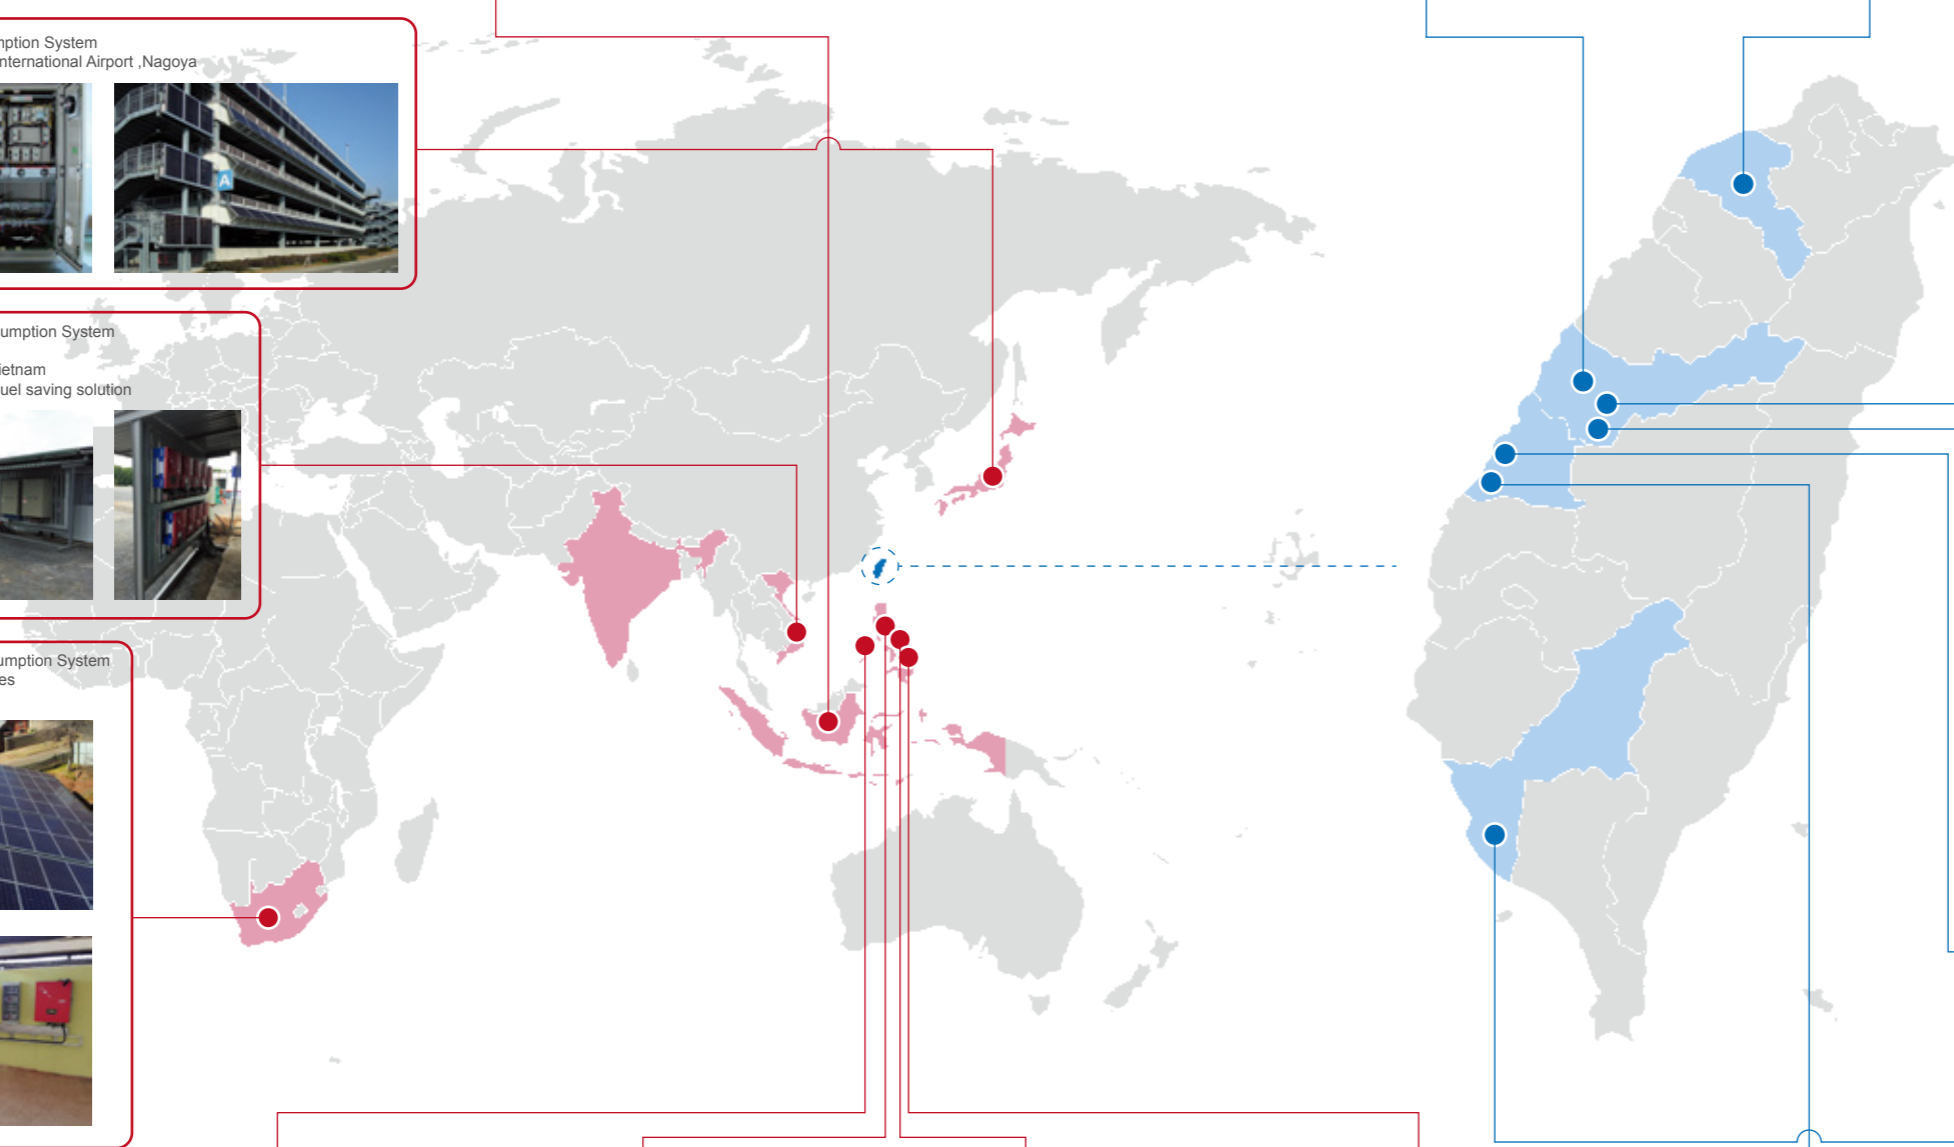 mption System
nternational Airport ,Nagoya
A
umption System
ietnam
uel saving solution
umption System
es